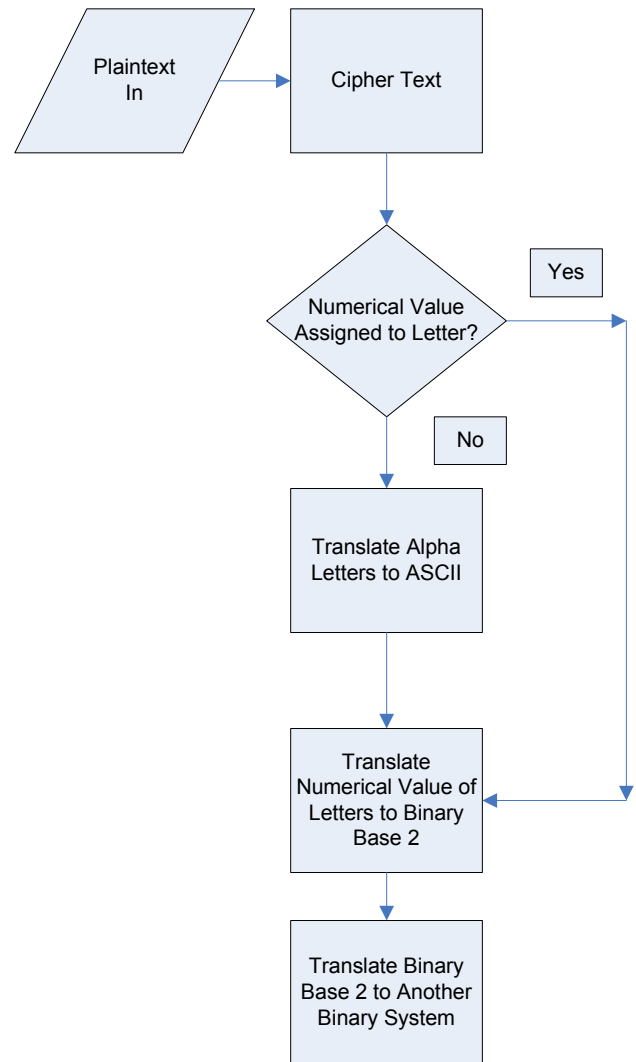 Plaintext
In
Cipher Text
Numerical Value
Assigned to Letter?
Yes
No
Translate Alpha
Letters to ASCII
Translate
Numerical Value of
Letters to Binary
Base 2
Translate Binary
Base 2 to Another
Binary System